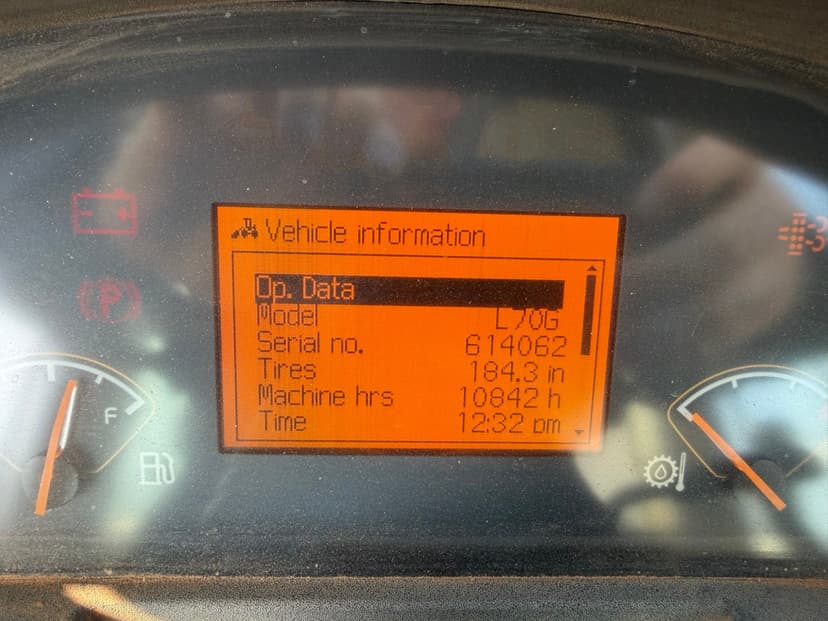 Vehicle information
Op. Data
Model L70G
Serial no. 614062
Tires 184.3 in
Machine hrs 10842 h
Time 12:32 pm
P
F